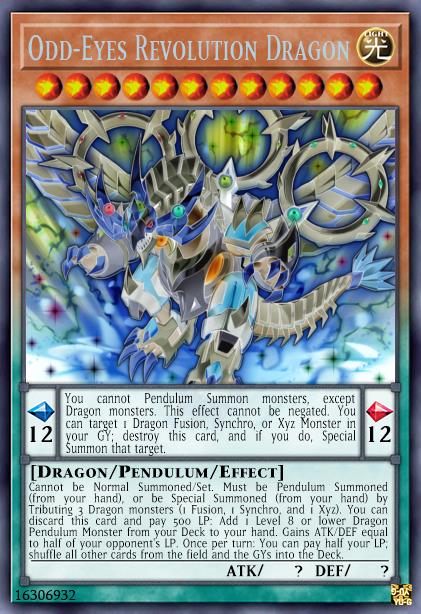 ODD-EYES REVOLUTION DRAGON
LIGHT
光
You cannot Pendulum Summon monsters, except
Dragon monsters. This effect cannot be negated. You
can target 1 Dragon Fusion, Synchro, or Xyz Monster in
your GY; destroy this card, and if you do, Special
Summon that target.
12
12
[DRAGON/PENDULUM/EFFECT]
Cannot be Normal Summoned/Set. Must be Pendulum Summoned
(from your hand), or be Special Summoned (from your hand) by
Tributing 3 Dragon monsters (1 Fusion, 1 Synchro, and 1 Xyz). You can
discard this card and pay 500 LP: Add 1 Level 8 or lower Dragon
Pendulum Monster from your Deck to your hand. Gains ATK/DEF equal
to half of your opponent's LP. Once per turn: You can pay half your LP;
shuffle all other cards from the field and the GYs into the Deck.
ATK/ ? DEF/ ?
16306932